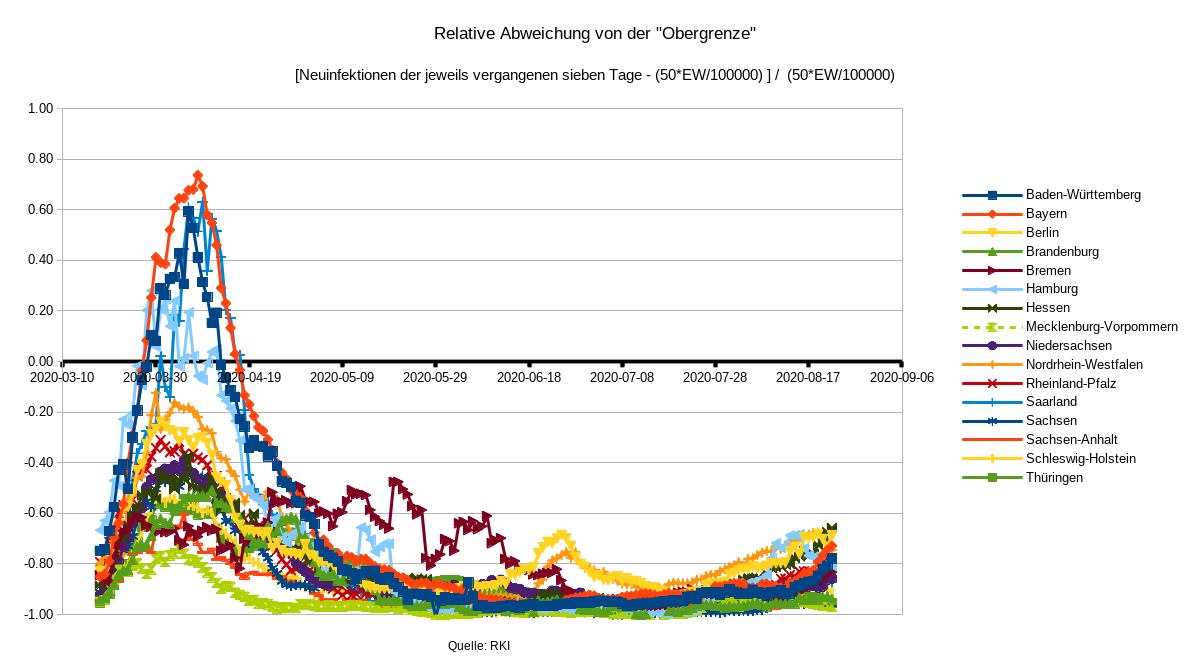 Relative Abweichung von der "Obergrenze"
[Neuinfektionen der jeweils vergangenen sieben Tage - (50*EW/100000) ] / (50*EW/100000)
1.00
0.80
0.60
0.40
0.20
0.00
-0.20
-0.40
-0.60
-0.80
-1.00
2020-03-10 2020-03-30 2020-04-19 2020-05-09 2020-05-29 2020-06-18 2020-07-08 2020-07-28 2020-08-17 2020-09-06
Baden-Württemberg
Bayern
Berlin
Brandenburg
Bremen
Hamburg
Hessen
Mecklenburg-Vorpommern
Niedersachsen
Nordrhein-Westfalen
Rheinland-Pfalz
Saarland
Sachsen
Sachsen-Anhalt
Schleswig-Holstein
Thüringen
Quelle: RKI